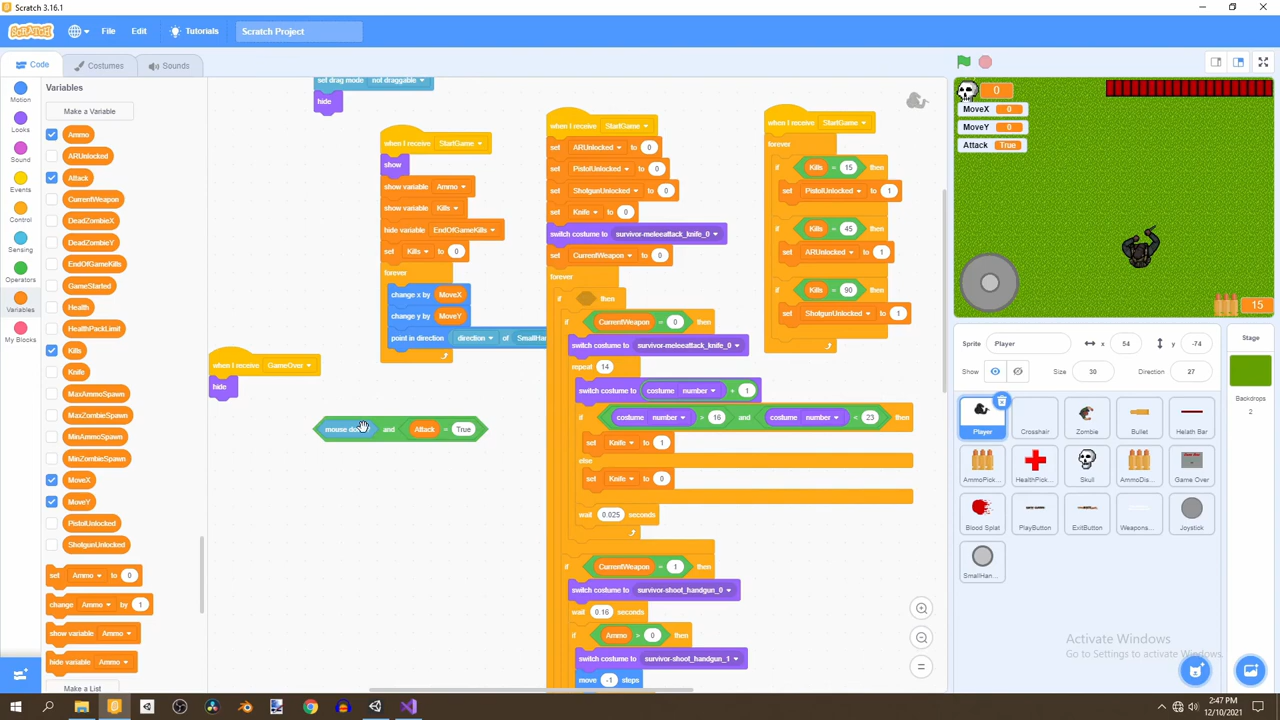 Scratch 3.16.1
SCRATCH File Edit Tutorials Scratch Project
Code Costumes Sounds
Motion
Looks
Sound
Events
Control
Sensing
Operators
Variables
My Blocks
Variables
Make a Variable
Ammo
ARUnlocked
Attack
CurrentWeapon
DeadZombieX
DeadZombieY
EndOfGameKills
GameStarted
Health
HealthPackLimit
Kills
Knife
MaxAmmoSpawn
MaxZombieSpawn
MinAmmoSpawn
MinZombieSpawn
MoveX
MoveY
PistolUnlocked
ShotgunUnlocked
set Ammo to 0
change Ammo by 1
show variable Ammo
hide variable Ammo
Make a List
set drag mode not draggable
hide
when I receive StartGame
show
show variable Ammo
show variable Kills
hide variable EndOfGameKills
set Kills to 0
forever
change x by MoveX
change y by MoveY
point in direction direction of SmallHan
when I receive GameOver
hide
mouse do and Attack = True
when I receive StartGame
set ARUnlocked to 0
set PistolUnlocked to 0
set ShotgunUnlocked to 0
set Knife to 0
switch costume to survivor-meleeattack_knife_0
set CurrentWeapon to 0
forever
if then
if CurrentWeapon = 0 then
switch costume to survivor-meleeattack_knife_0
repeat 14
switch costume to costume number + 1
if costume number > 16 and costume number < 23 then
set Knife to 1
else
set Knife to 0
wait 0.025 seconds
if CurrentWeapon = 1 then
switch costume to survivor-shoot_handgun_0
wait 0.16 seconds
if Ammo > 0 then
switch costume to survivor-shoot_handgun_1
move -1 steps
when I receive StartGame
forever
if Kills = 15 then
set PistolUnlocked to 1
if Kills = 45 then
set ARUnlocked to 1
if Kills = 90 then
set ShotgunUnlocked to 1
0
MoveX 0
MoveY 0
Attack True
15
Sprite Player x 54 y -74
Show Size 30 Direction 27
Player Crosshair Zombie Bullet Helath Bar
AmmoPick... HealthPick... Skull AmmoDis... Game Over
Blood Splat PlayButton ExitButton Weapons... Joystick
SmallHan...
Stage
Backdrops
2
Activate Windows
Go to Settings to activate Windows.
2:47 PM
12/10/2021